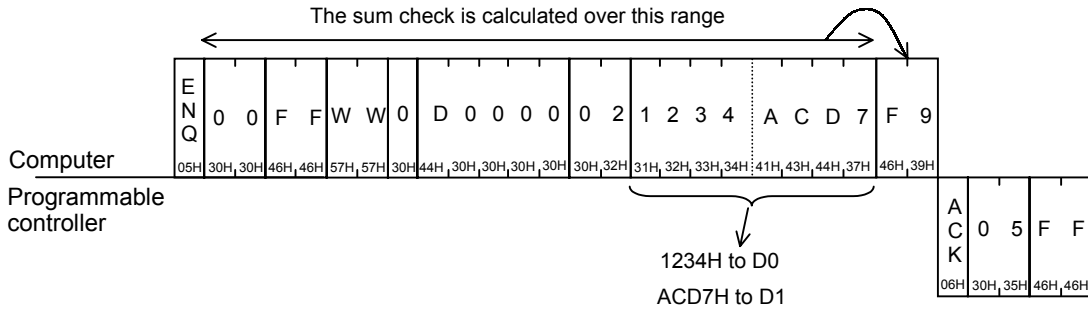 The sum check is calculated over this range
E
N
Q
0 0 F F W W 0 D 0 0 0 0 0 2 1 2 3 4 A C D 7 F 9
Computer
05H 30H 30H 46H 46H 57H 57H 30H 44H 30H 30H 30H 30H 30H 32H 31H 32H 33H 34H 41H 43H 44H 37H 46H 39H
Programmable
controller
A
C
K
0 5 F F
06H 30H 35H 46H 46H
1234H to D0
ACD7H to D1